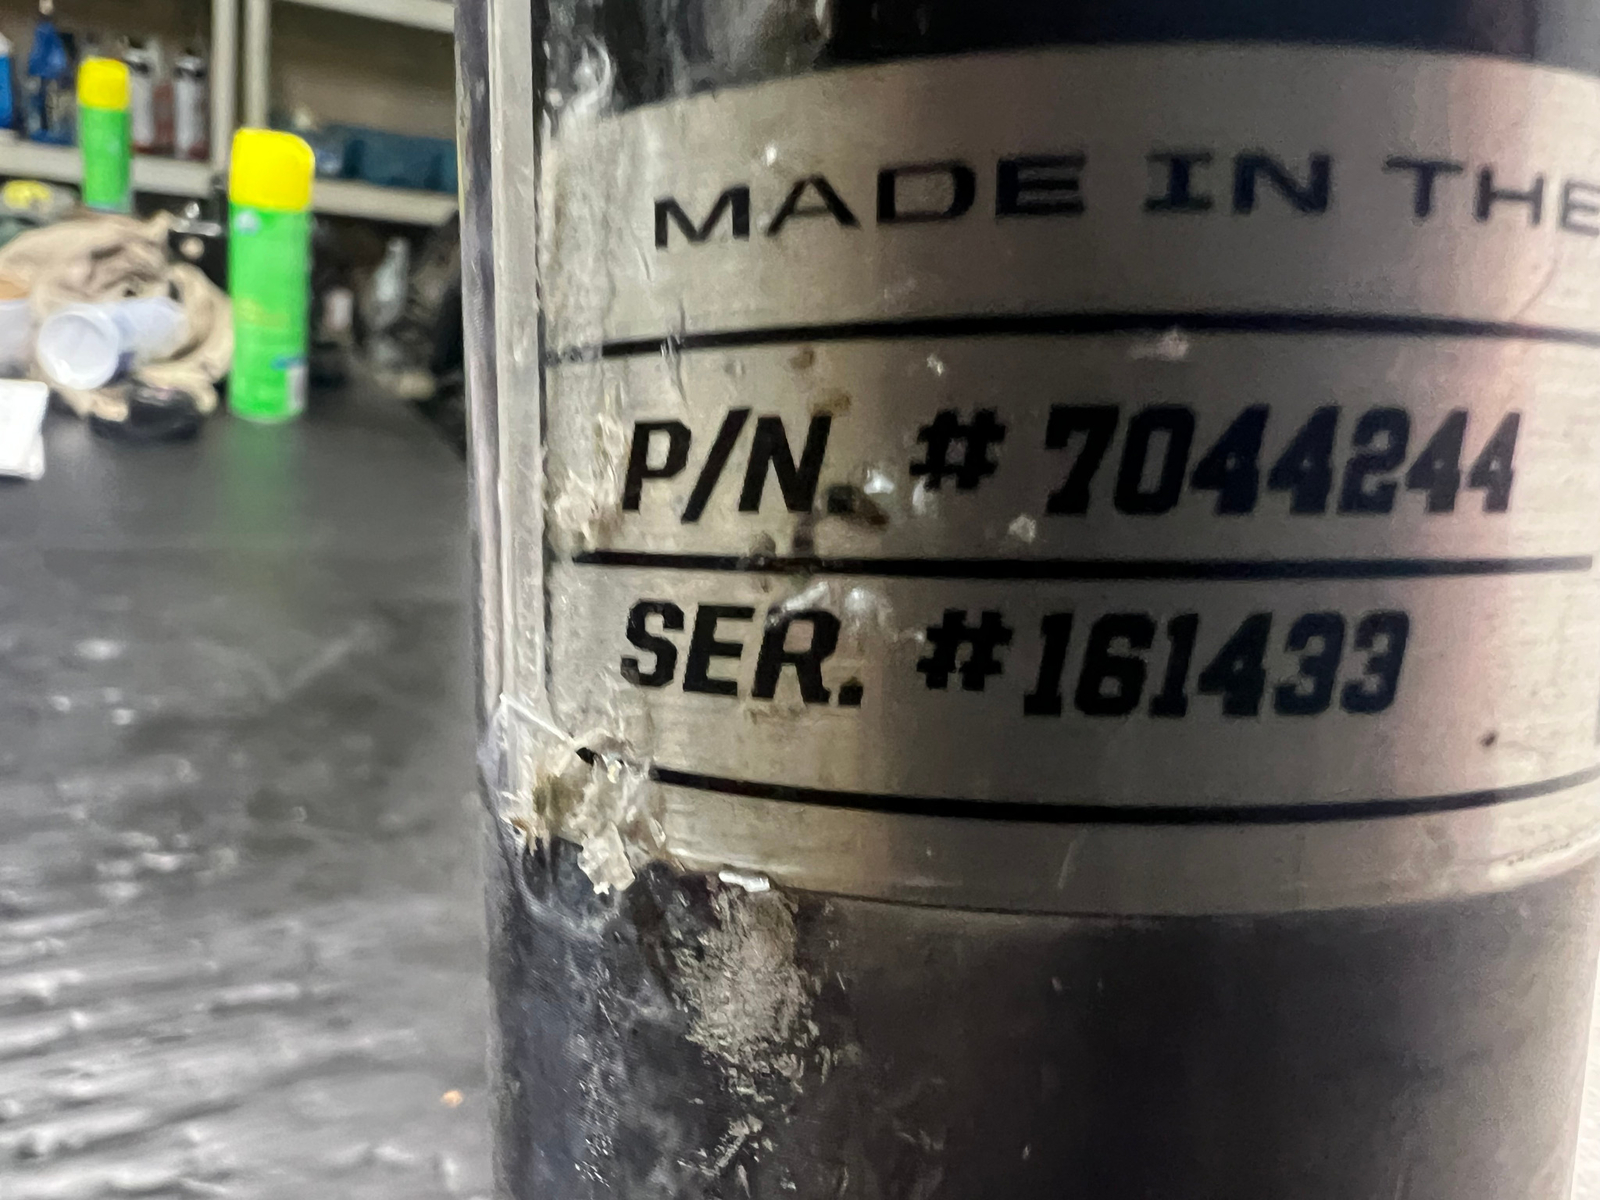 MADE IN THE
P/N. # 7044244
SER. #161433